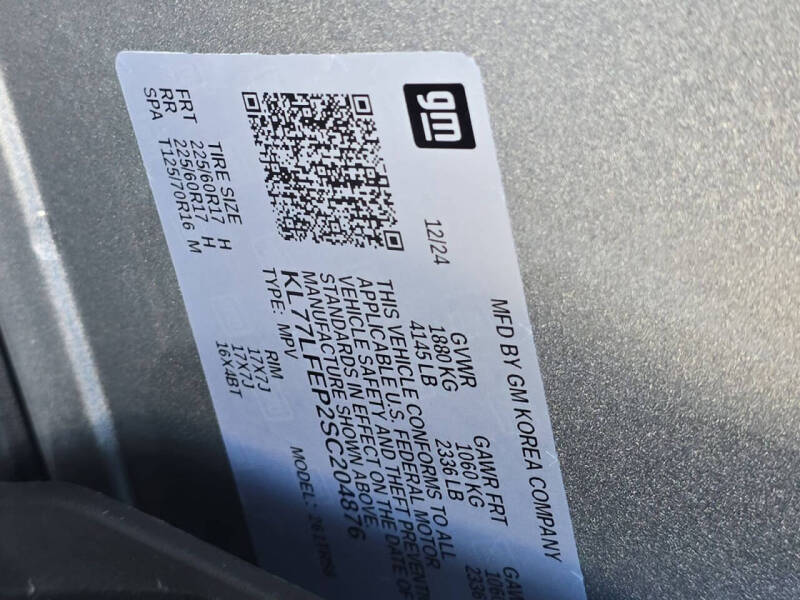 gm
MFD BY GM KOREA COMPANY
12/24
GVWR GAWR FRT
1880 KG 1060 KG
4145 LB 2336 LB 2336
THIS VEHICLE CONFORMS TO ALL
APPLICABLE U.S. FEDERAL MOTOR
VEHICLE SAFETY AND THEFT
STANDARDS IN EFFECT ON THE DATE OF
MANUFACTURE SHOWN ABOVE.
KL77LFEP2SC204876
TYPE: MPV MODEL:
TIRE SIZE RIM
FRT 225/60R17 H 17X7J
RR 225/60R17 H 17X7J
SPA T125/70R16 M 16X4BT